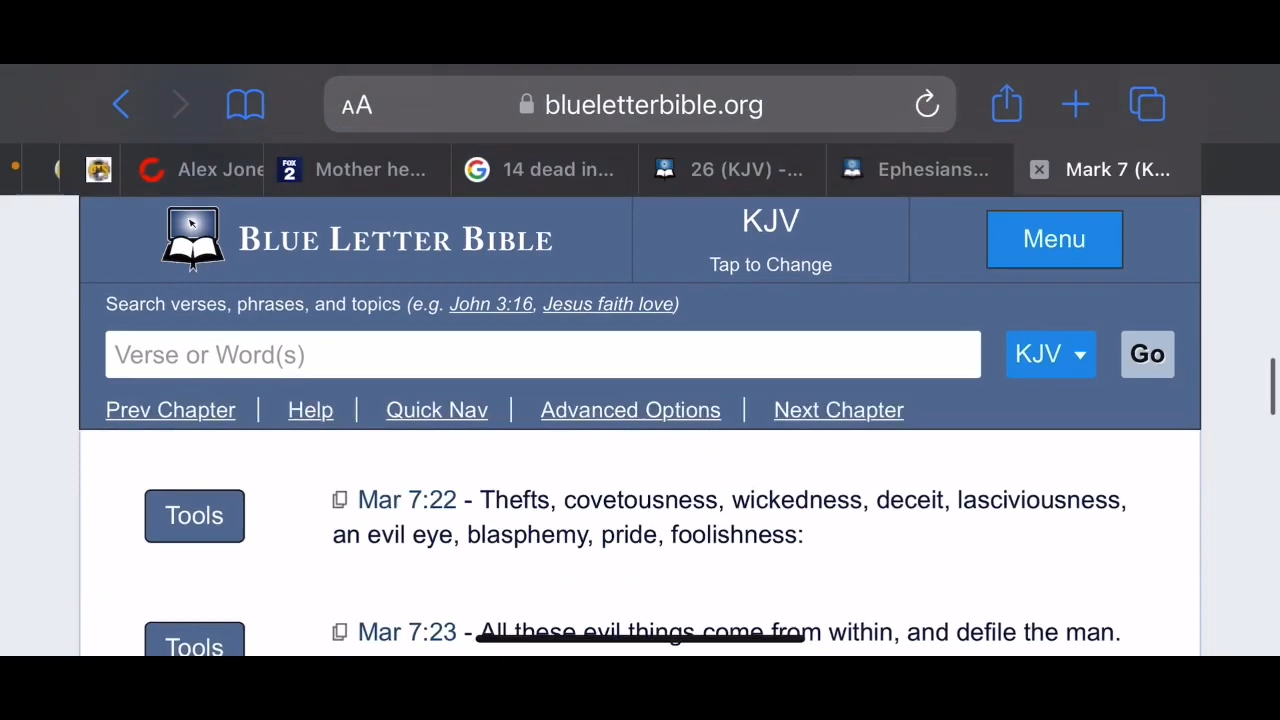 AA blueletterbible.org
Alex Jone
FOX 2 Mother he...
14 dead in...
26 (KJV) -...
Ephesians...
Mark 7 (K...
BLUE LETTER BIBLE
KJV
Tap to Change
Menu
Search verses, phrases, and topics (e.g. John 3:16, Jesus faith love)
Verse or Word(s) KJV Go
Prev Chapter | Help | Quick Nav | Advanced Options | Next Chapter
Tools
Mar 7:22 - Thefts, covetousness, wickedness, deceit, lasciviousness,
an evil eye, blasphemy, pride, foolishness:
Tools
Mar 7:23 - All these evil things come from within, and defile the man.